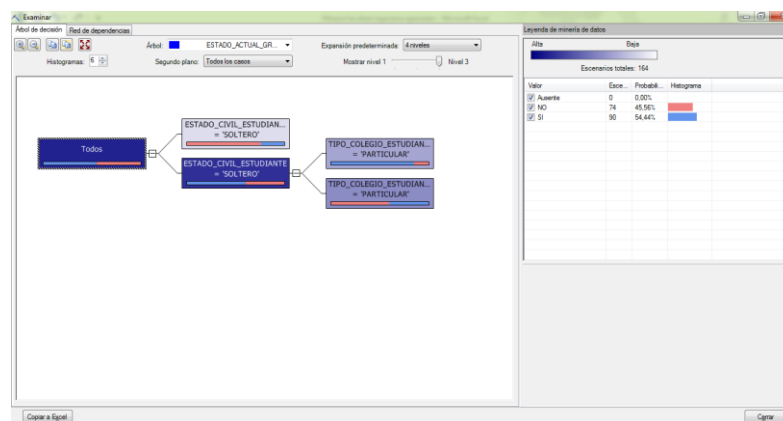 Examinar
Árbol de decisión Red de dependencias
Árbol: ESTADO_ACTUAL_GR... Expansión predeterminada: 4 niveles
Histogramas: 6 Segundo plano: Todos los casos Mostrar nivel 1 Nivel 3
Todos
ESTADO_CIVIL_ESTUDIAN...
= 'SOLTERO'
ESTADO_CIVIL_ESTUDIANTE
= 'SOLTERO'
TIPO_COLEGIO_ESTUDIAN...
= 'PARTICULAR'
TIPO_COLEGIO_ESTUDIAN...
= 'PARTICULAR'
Leyenda de minería de datos
Alta Baja
Escenarios totales: 164
Valor Esce... Probabili... Histograma
Ausente 0 0,00%
NO 74 45,56%
SI 90 54,44%
Copiar a Excel Cerrar